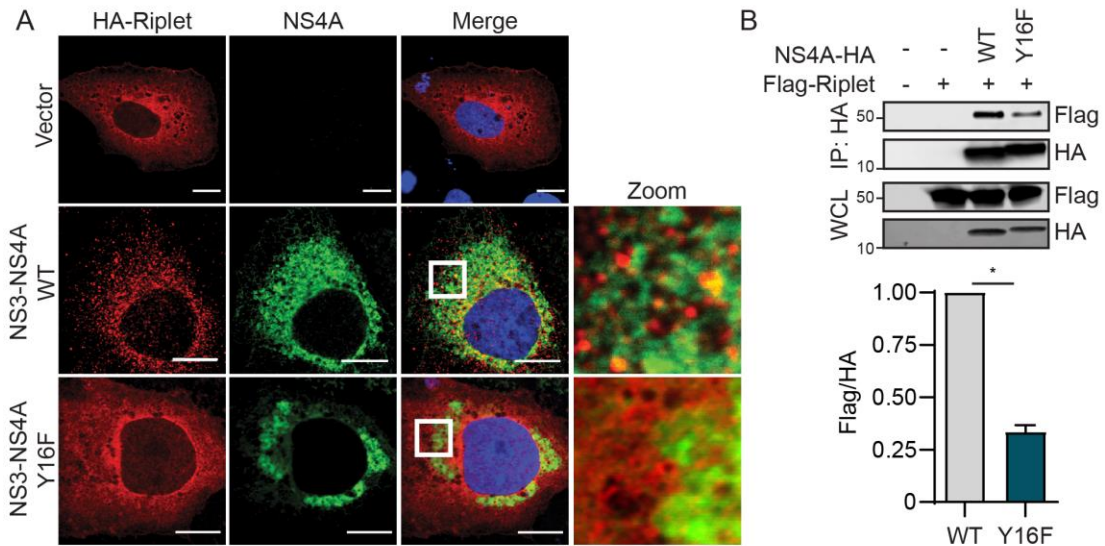 A
HA-Riplet
NS4A
Merge
Vector
NS3-NS4A
WT
Zoom
NS3-NS4A
Y16F
B
NS4A-HA - - WT Y16F
Flag-Riplet - + + +
IP: HA
50
Flag
10
HA
WCL
50
Flag
10
HA
*
Flag/HA
1.00
0.75
0.50
0.25
0
WT Y16F